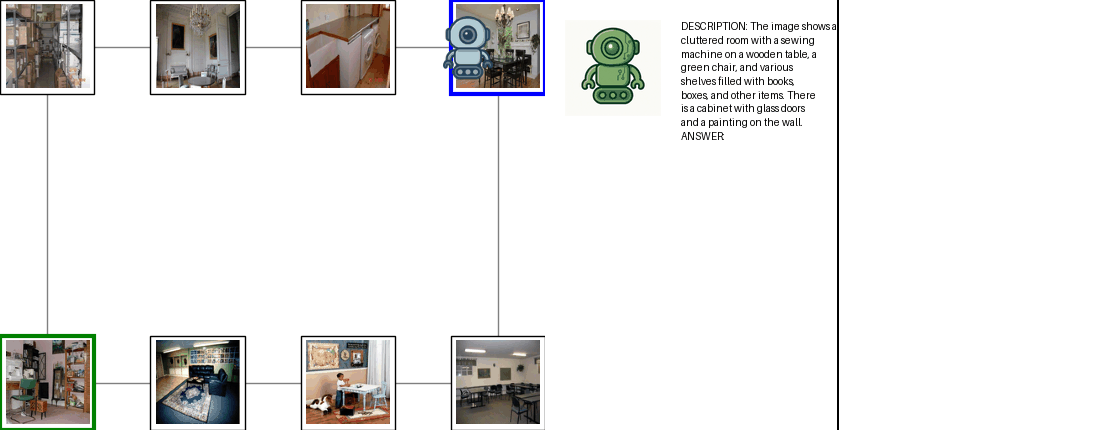 DESCRIPTION: The image shows a
cluttered room with a sewing
machine on a wooden table, a
green chair, and various
shelves filled with books,
boxes, and other items. There
is a cabinet with glass doors
and a painting on the wall.
ANSWER: